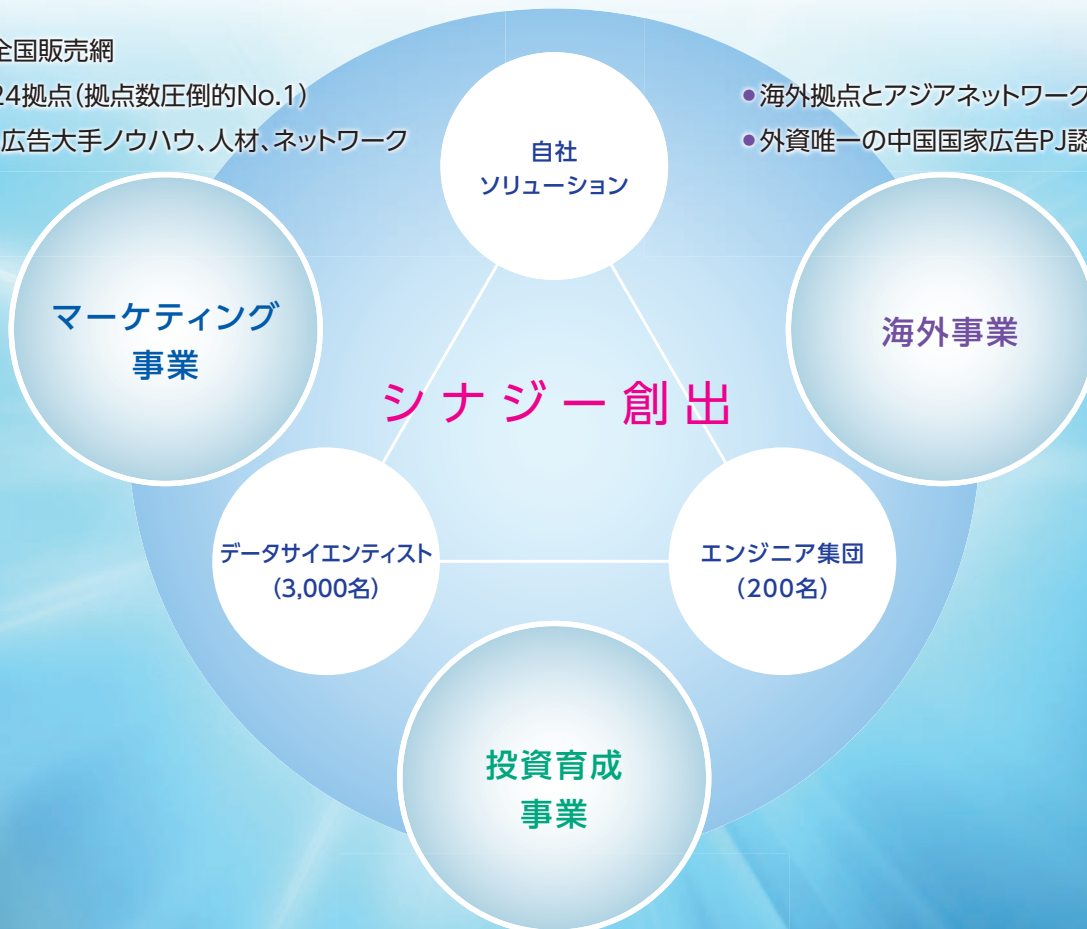 全国販売網
24拠点(拠点数圧倒的No.1)
広告大手ノウハウ、人材、ネットワーク
●海外拠点とアジアネットワーク
●外資唯一の中国国家広告PJ認
自社
ソリューション
マーケティング
事業
海外事業
シナジー創出
データサイエンティスト
(3,000名)
エンジニア集団
(200名)
投資育成
事業